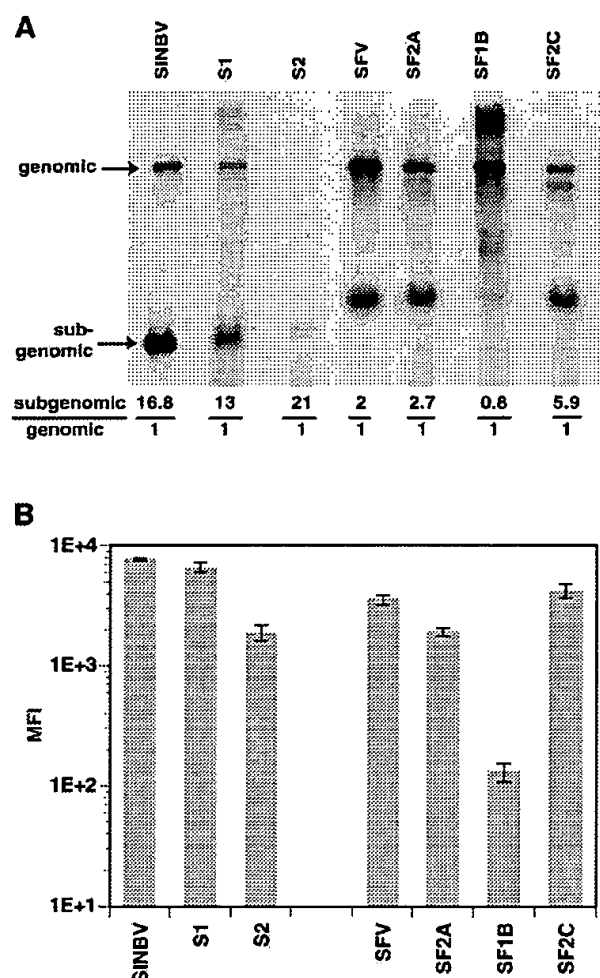 A
SINBV S1 S2 SFV SF2A SF1B SF2C
genomic
sub-
genomic
subgenomic 16.8 13 21 2 2.7 0.8 5.9
genomic 1 1 1 1 1 1 1
B
1E+4
1E+3
1E+2
1E+1
MFI
SINBV S1 S2 SFV SF2A SF1B SF2C